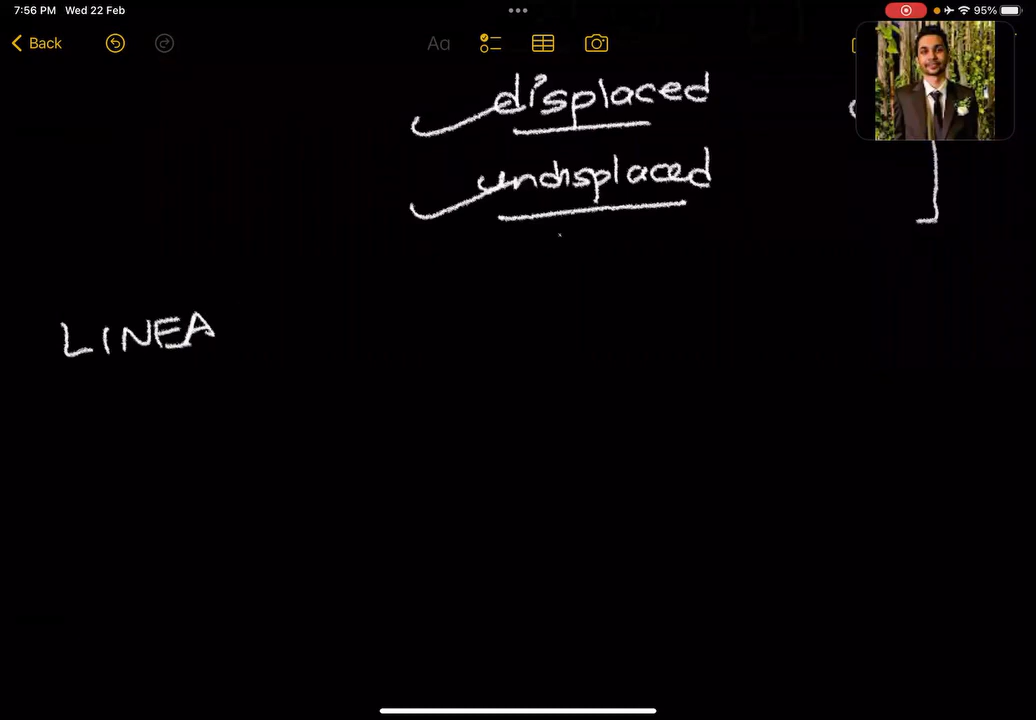 7:56 PM Wed 22 Feb 95%
Back Aa
displaced
undisplaced
LINEA